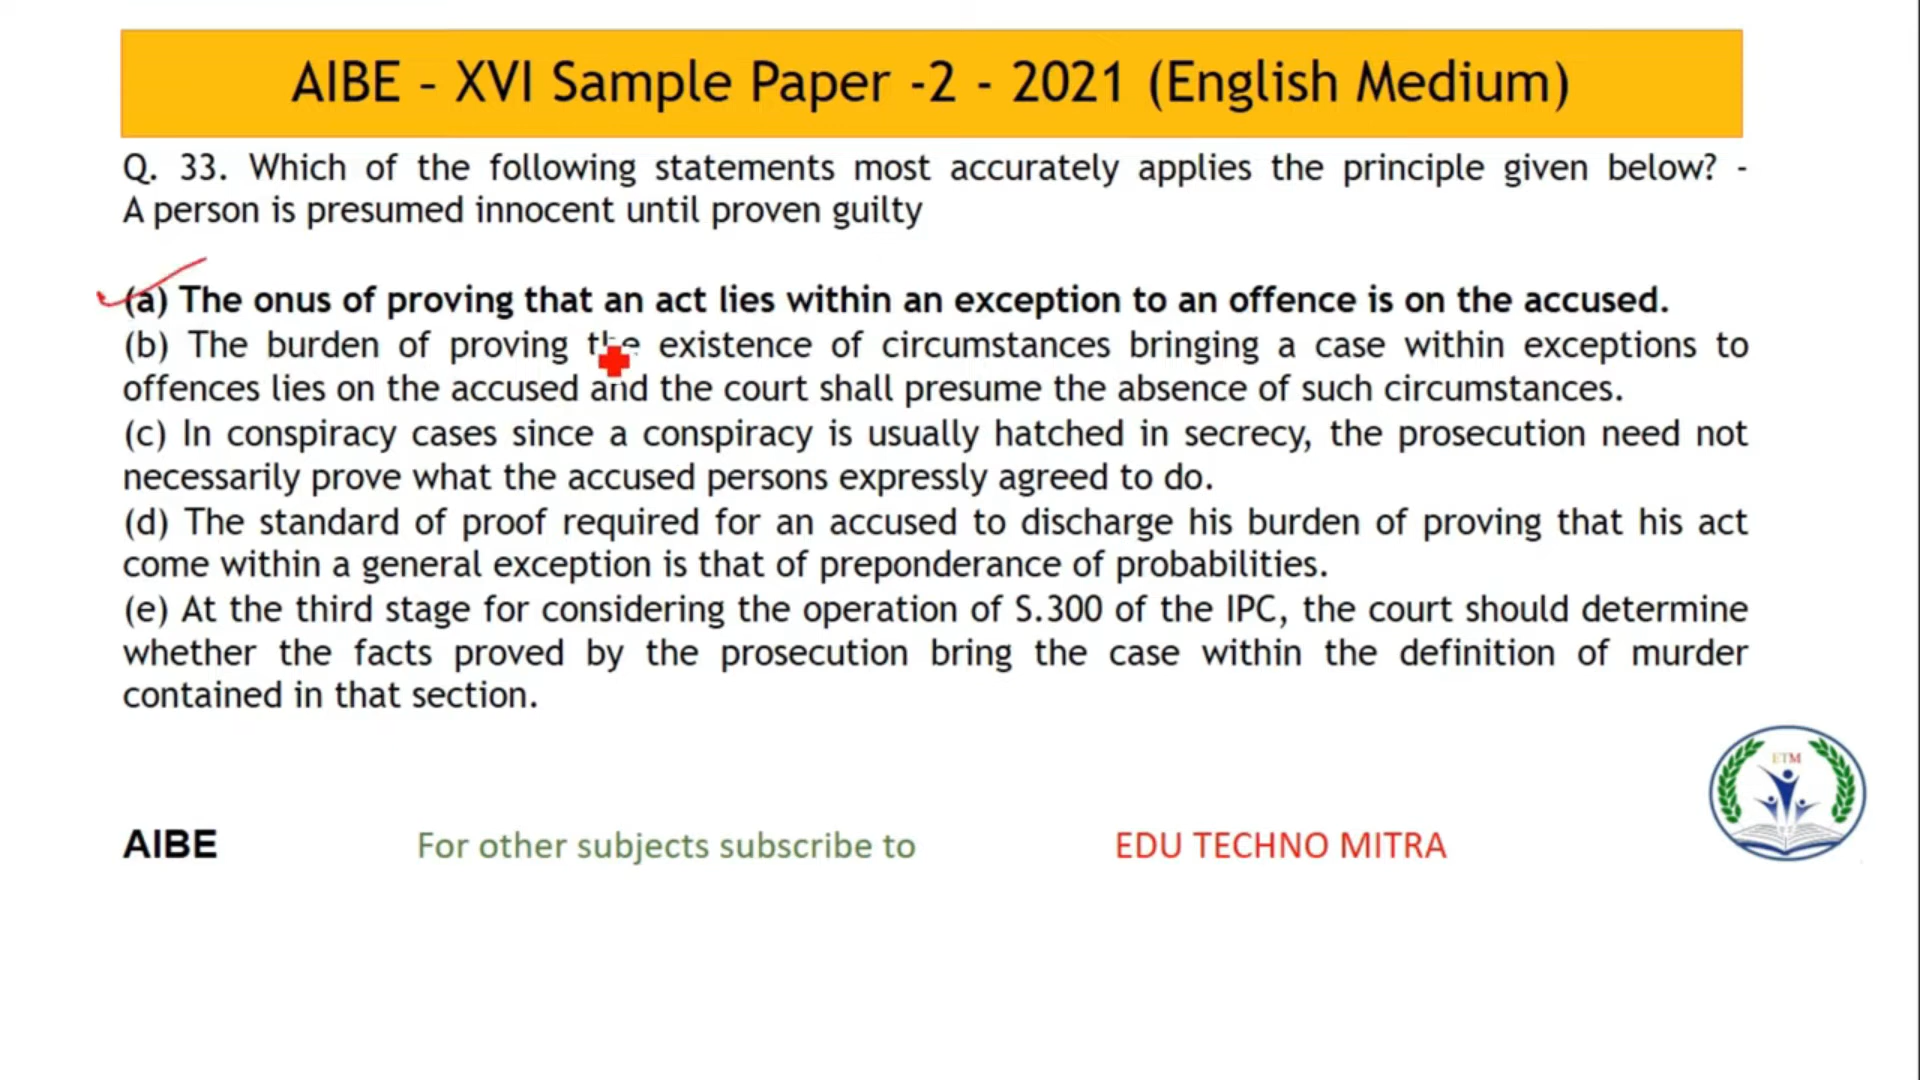 AIBE – XVI Sample Paper -2 - 2021 (English Medium)
Q. 33. Which of the following statements most accurately applies the principle given below? -
A person is presumed innocent until proven guilty
(a) The onus of proving that an act lies within an exception to an offence is on the accused.
(b) The burden of proving the existence of circumstances bringing a case within exceptions to
offences lies on the accused and the court shall presume the absence of such circumstances.
(c) In conspiracy cases since a conspiracy is usually hatched in secrecy, the prosecution need not
necessarily prove what the accused persons expressly agreed to do.
(d) The standard of proof required for an accused to discharge his burden of proving that his act
come within a general exception is that of preponderance of probabilities.
(e) At the third stage for considering the operation of S.300 of the IPC, the court should determine
whether the facts proved by the prosecution bring the case within the definition of murder
contained in that section.
ETM
AIBE For other subjects subscribe to EDU TECHNO MITRA